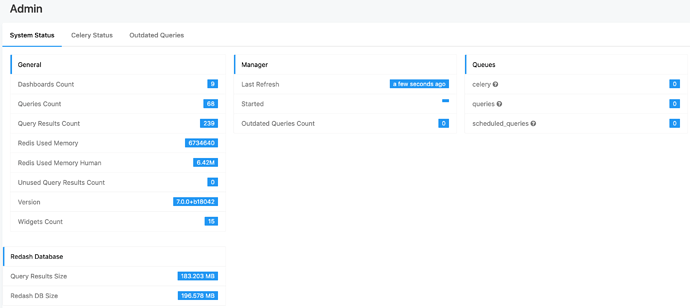 Admin
System Status Celery Status Outdated Queries
General
Dashboards Count 9
Queries Count 68
Query Results Count 239
Redis Used Memory 6734640
Redis Used Memory Human 6.42M
Unused Query Results Count 0
Version 7.0.0+b18042
Widgets Count 15
Manager
Last Refresh a few seconds ago
Started
Outdated Queries Count 0
Queues
celery 0
queries 0
scheduled_queries 0
Redash Database
Query Results Size 183.203 MB
Redash DB Size 196.578 MB